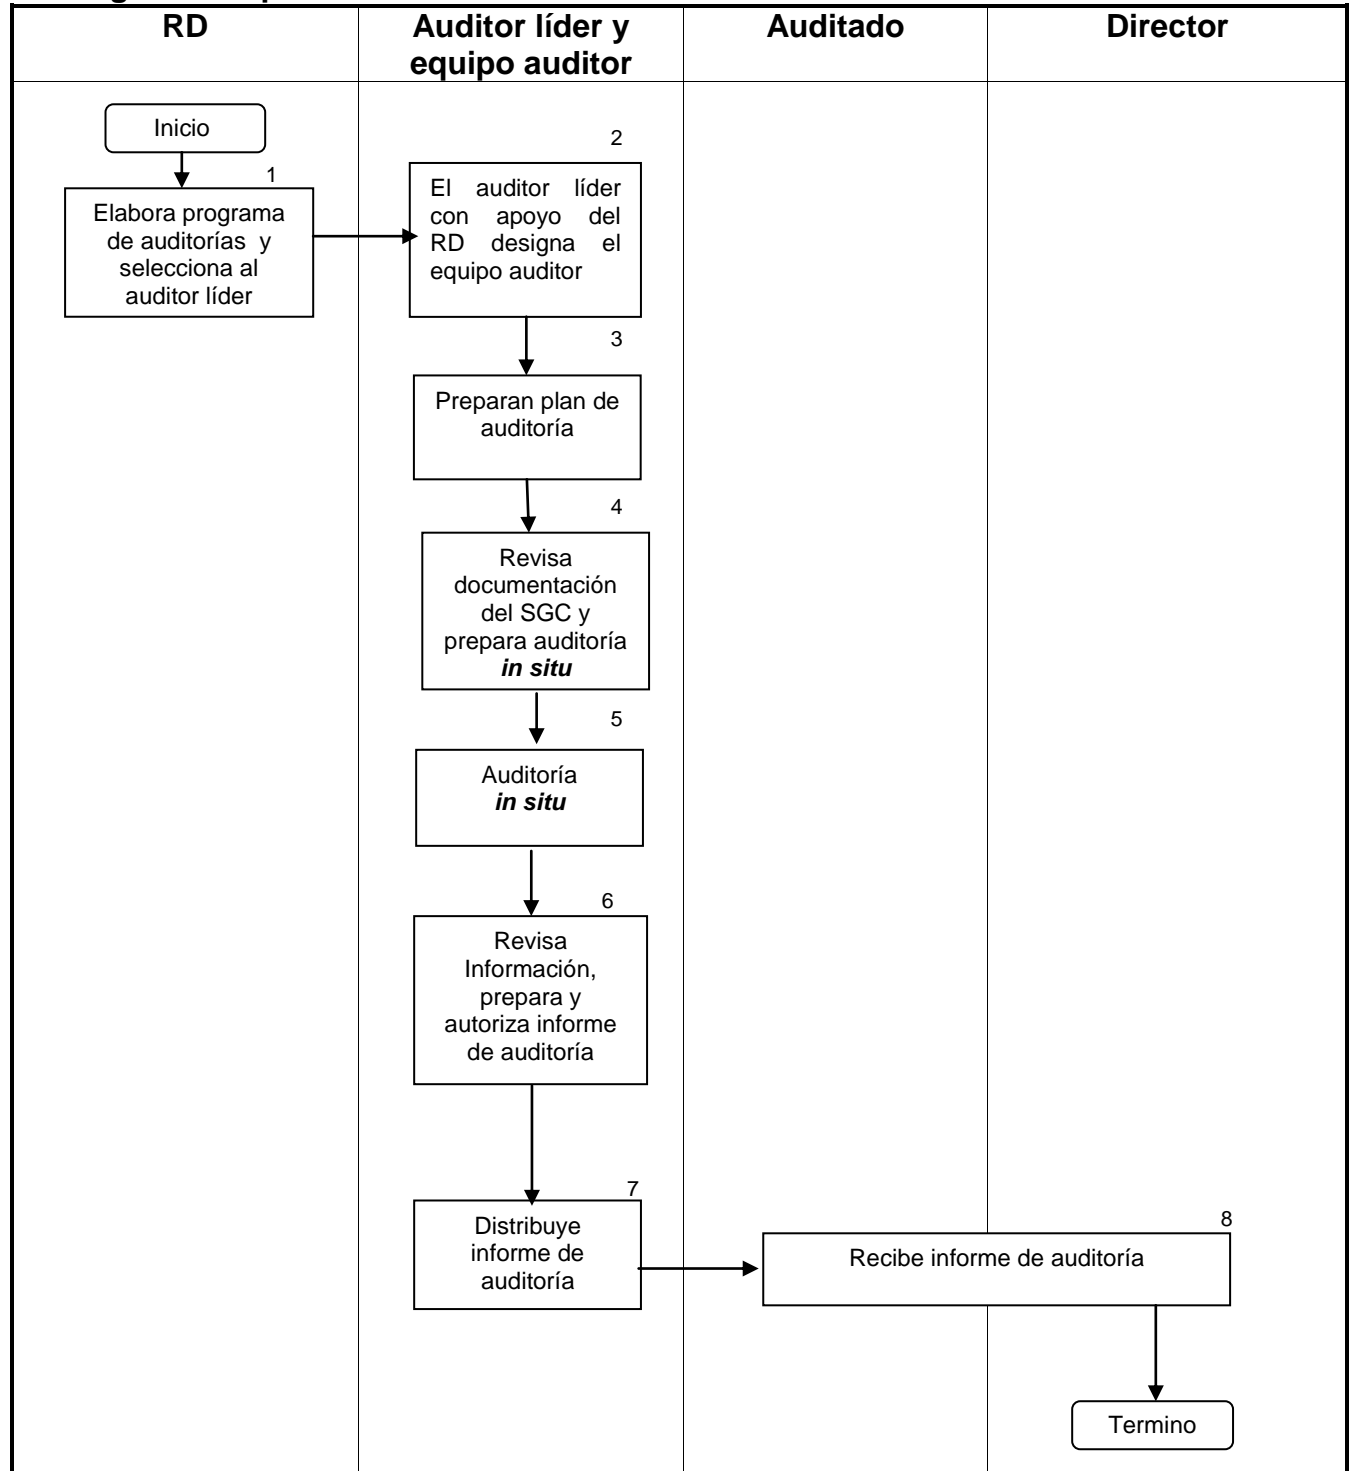 RD
Auditor líder y
equipo auditor
Auditado
Director
Inicio
1
Elabora programa
de auditorías y
selecciona al
auditor líder
2
El auditor líder
con apoyo del
RD designa el
equipo auditor
3
Preparan plan de
auditoría
4
Revisa
documentación
del SGC y
prepara auditoría
in situ
5
Auditoría
in situ
6
Revisa
Información,
prepara y
autoriza informe
de auditoría
7
Distribuye
informe de
auditoría
8
Recibe informe de auditoría
Termino